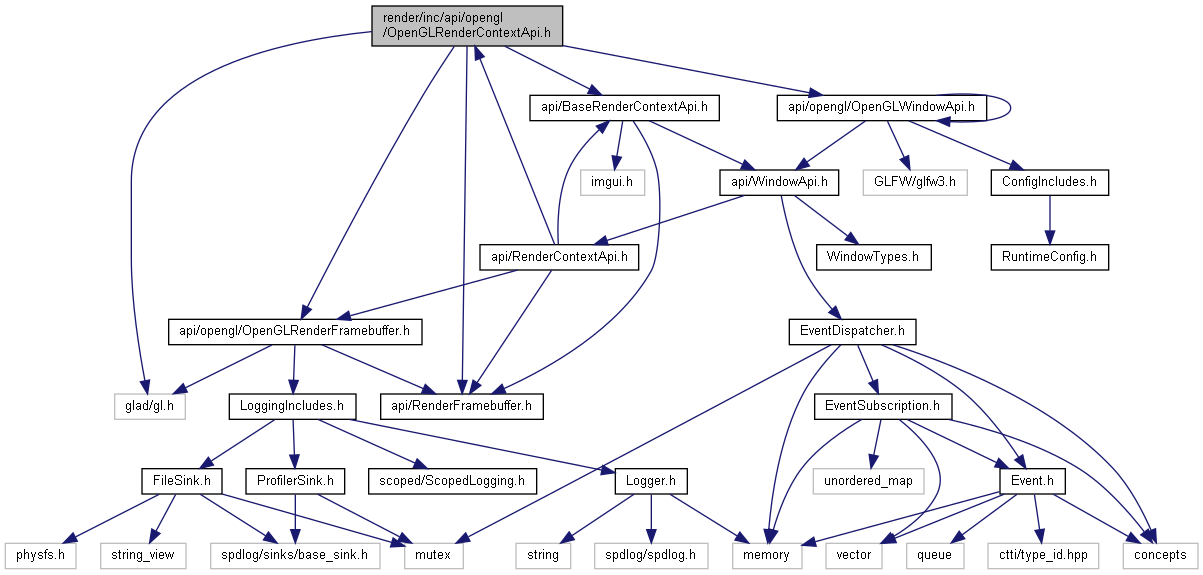 render/inc/api/opengl
/OpenGLRenderContextApi.h
api/BaseRenderContextApi.h
api/opengl/OpenGLWindowApi.h
imgui.h
api/WindowApi.h
GLFW/glfw3.h
ConfigIncludes.h
api/RenderContextApi.h
WindowTypes.h
RuntimeConfig.h
api/opengl/OpenGLRenderFramebuffer.h
EventDispatcher.h
glad/gl.h
LoggingIncludes.h
api/RenderFramebuffer.h
EventSubscription.h
FileSink.h
ProfilerSink.h
scoped/ScopedLogging.h
Logger.h
unordered_map
Event.h
physfs.h
string_view
spdlog/sinks/base_sink.h
mutex
string
spdlog/spdlog.h
memory
vector
queue
ctti/type_id.hpp
concepts